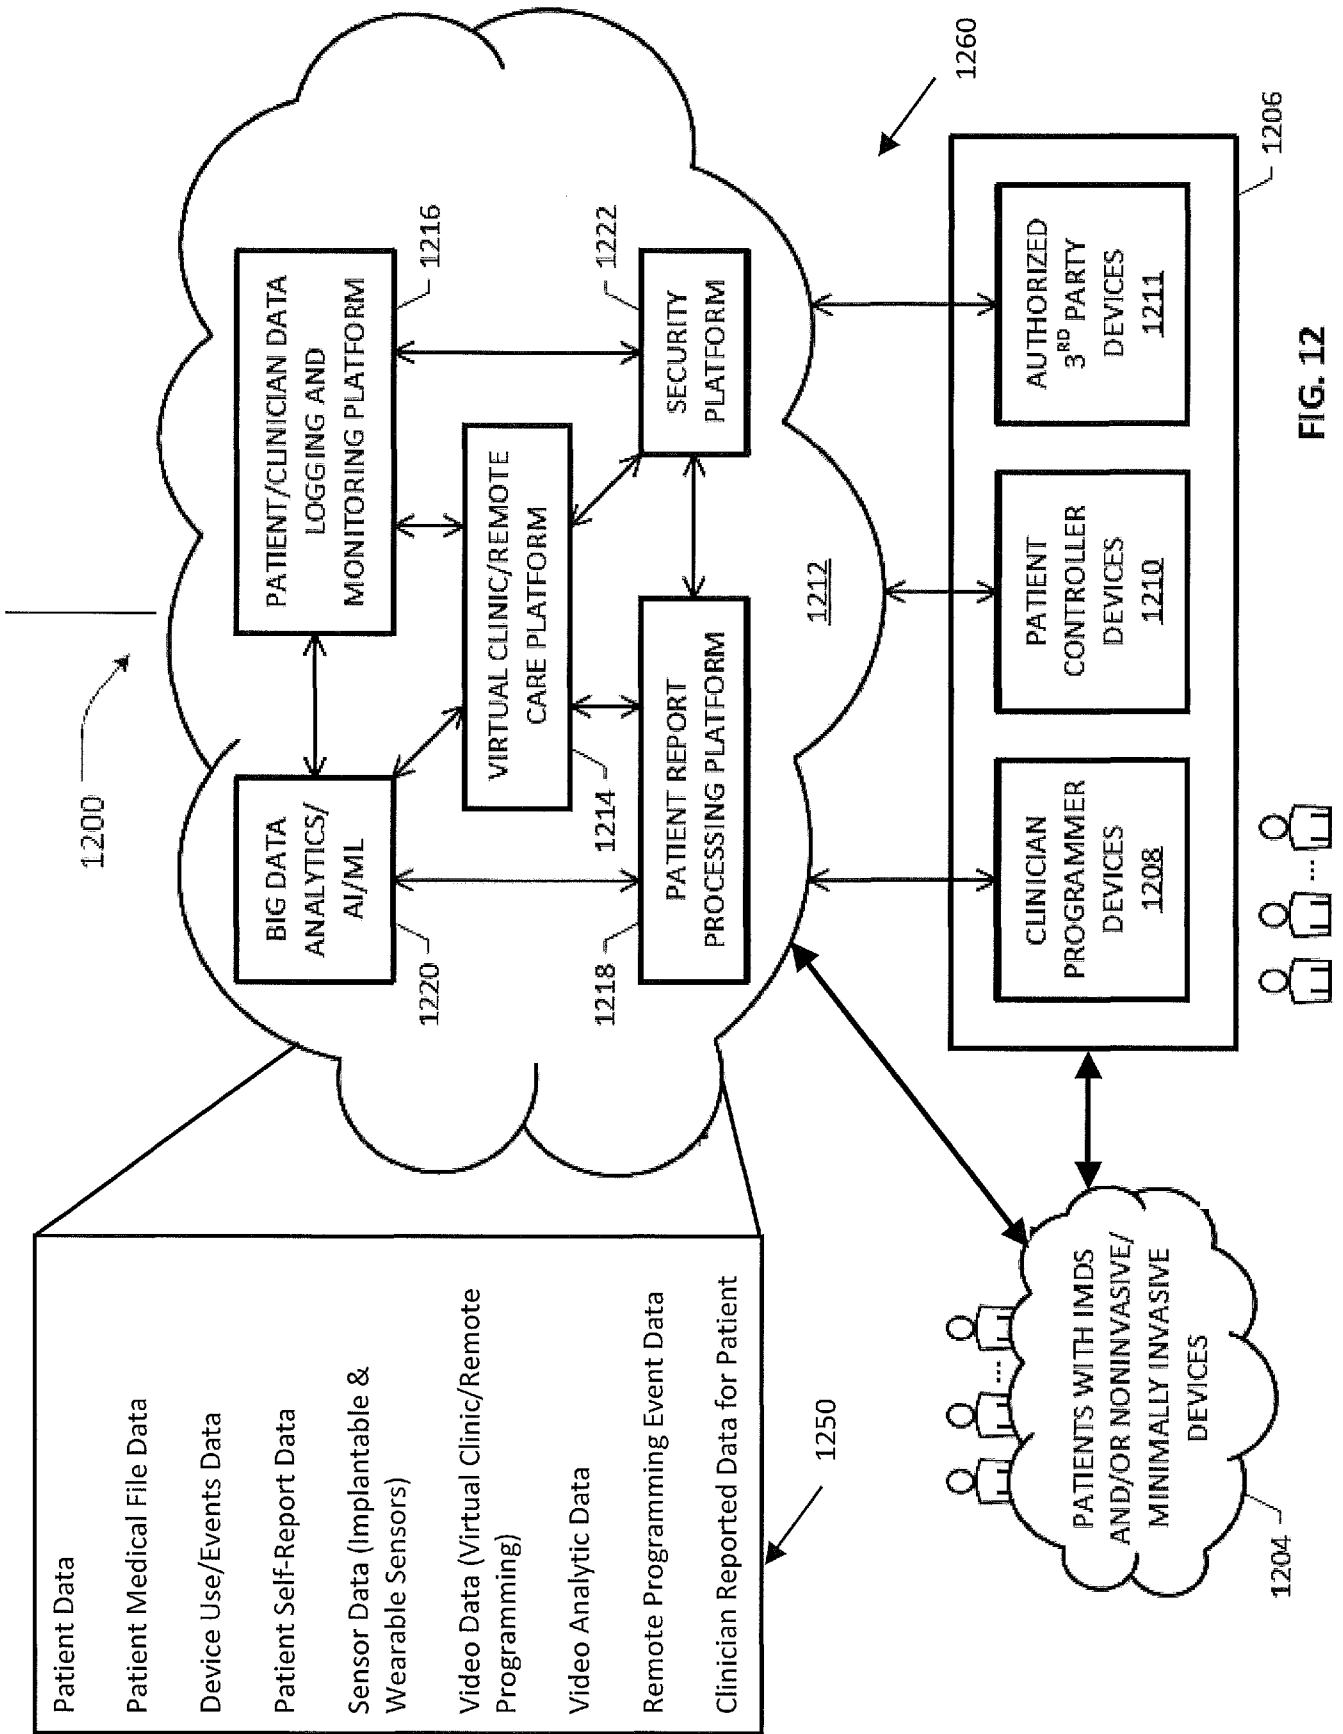 1200
Patient Data
Patient Medical File Data
Device Use/Events Data
Patient Self-Report Data
Sensor Data (Implantable &
Wearable Sensors)
Video Data (Virtual Clinic/Remote
Programming)
Video Analytic Data
Remote Programming Event Data
Clinician Reported Data for Patient
1250
BIG DATA
ANALYTICS/
AI/ML
1220
PATIENT/CLINICIAN DATA
LOGGING AND
MONITORING PLATFORM
1216
VIRTUAL CLINIC/REMOTE
CARE PLATFORM
1214
PATIENT REPORT
PROCESSING PLATFORM
1218
SECURITY
PLATFORM
1222
1212
1260
PATIENTS WITH IMDS
AND/OR NONINVASIVE/
MINIMALLY INVASIVE
DEVICES
1204
...
CLINICIAN
PROGRAMMER
DEVICES
1208
PATIENT
CONTROLLER
DEVICES
1210
AUTHORIZED
3RD PARTY
DEVICES
1211
1206
...
FIG. 12